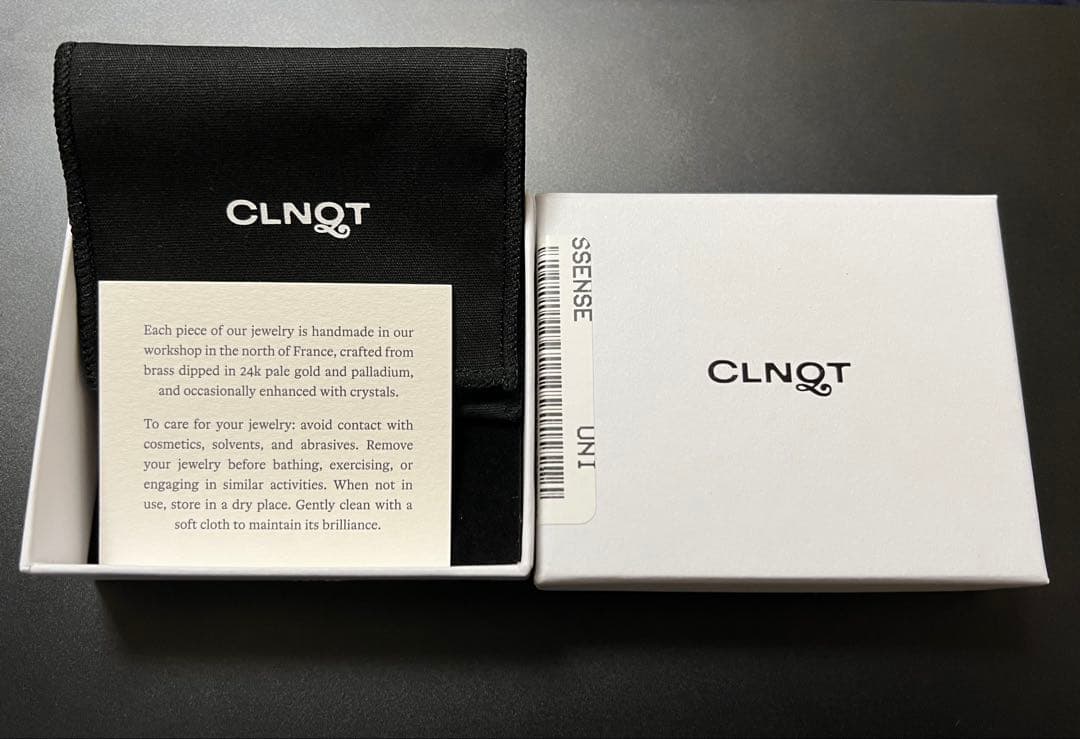 CLNQT
Each piece of our jewelry is handmade in our
workshop in the north of France, crafted from
brass dipped in 24k pale gold and palladium,
and occasionally enhanced with crystals.
To care for your jewelry: avoid contact with
cosmetics, solvents, and abrasives. Remove
your jewelry before bathing, exercising, or
engaging in similar activities. When not in
use, store in a dry place. Gently clean with a
soft cloth to maintain its brilliance.
SSENSE
UNI
CLNQT